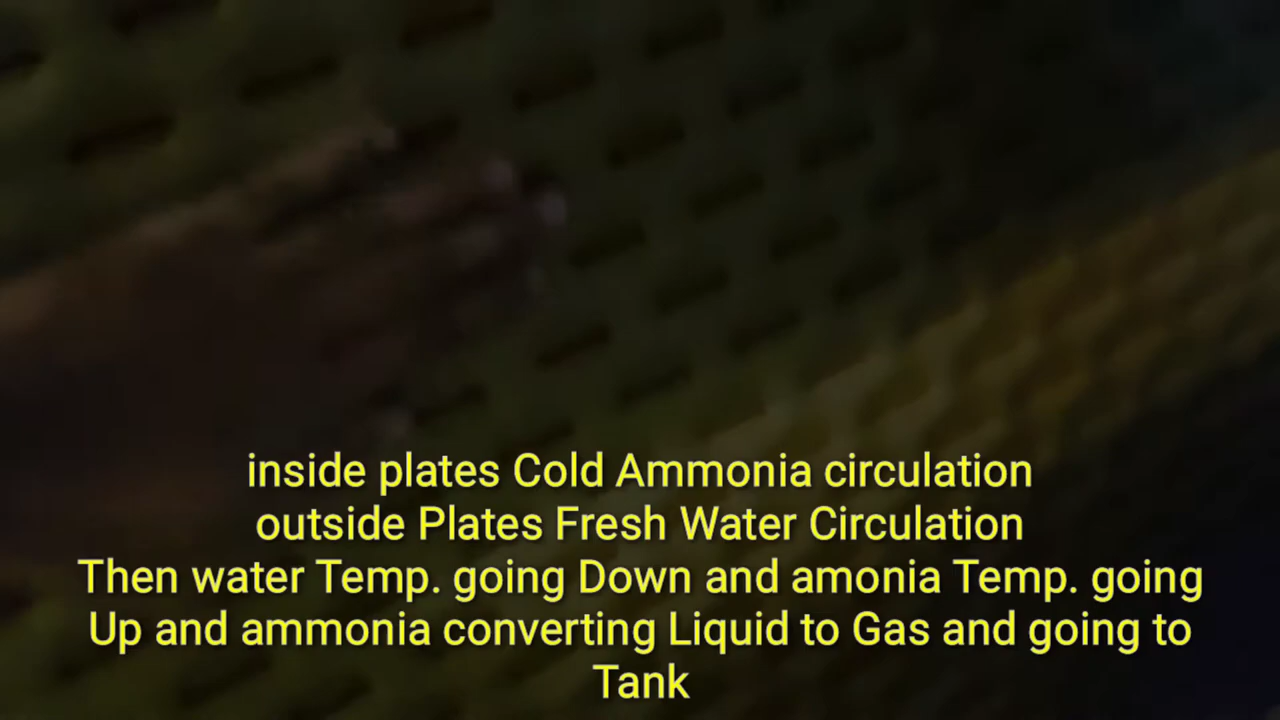 inside plates Cold Ammonia circulation
outside Plates Fresh Water Circulation
Then water Temp. going Down and amonia Temp. going
Up and ammonia converting Liquid to Gas and going to
Tank